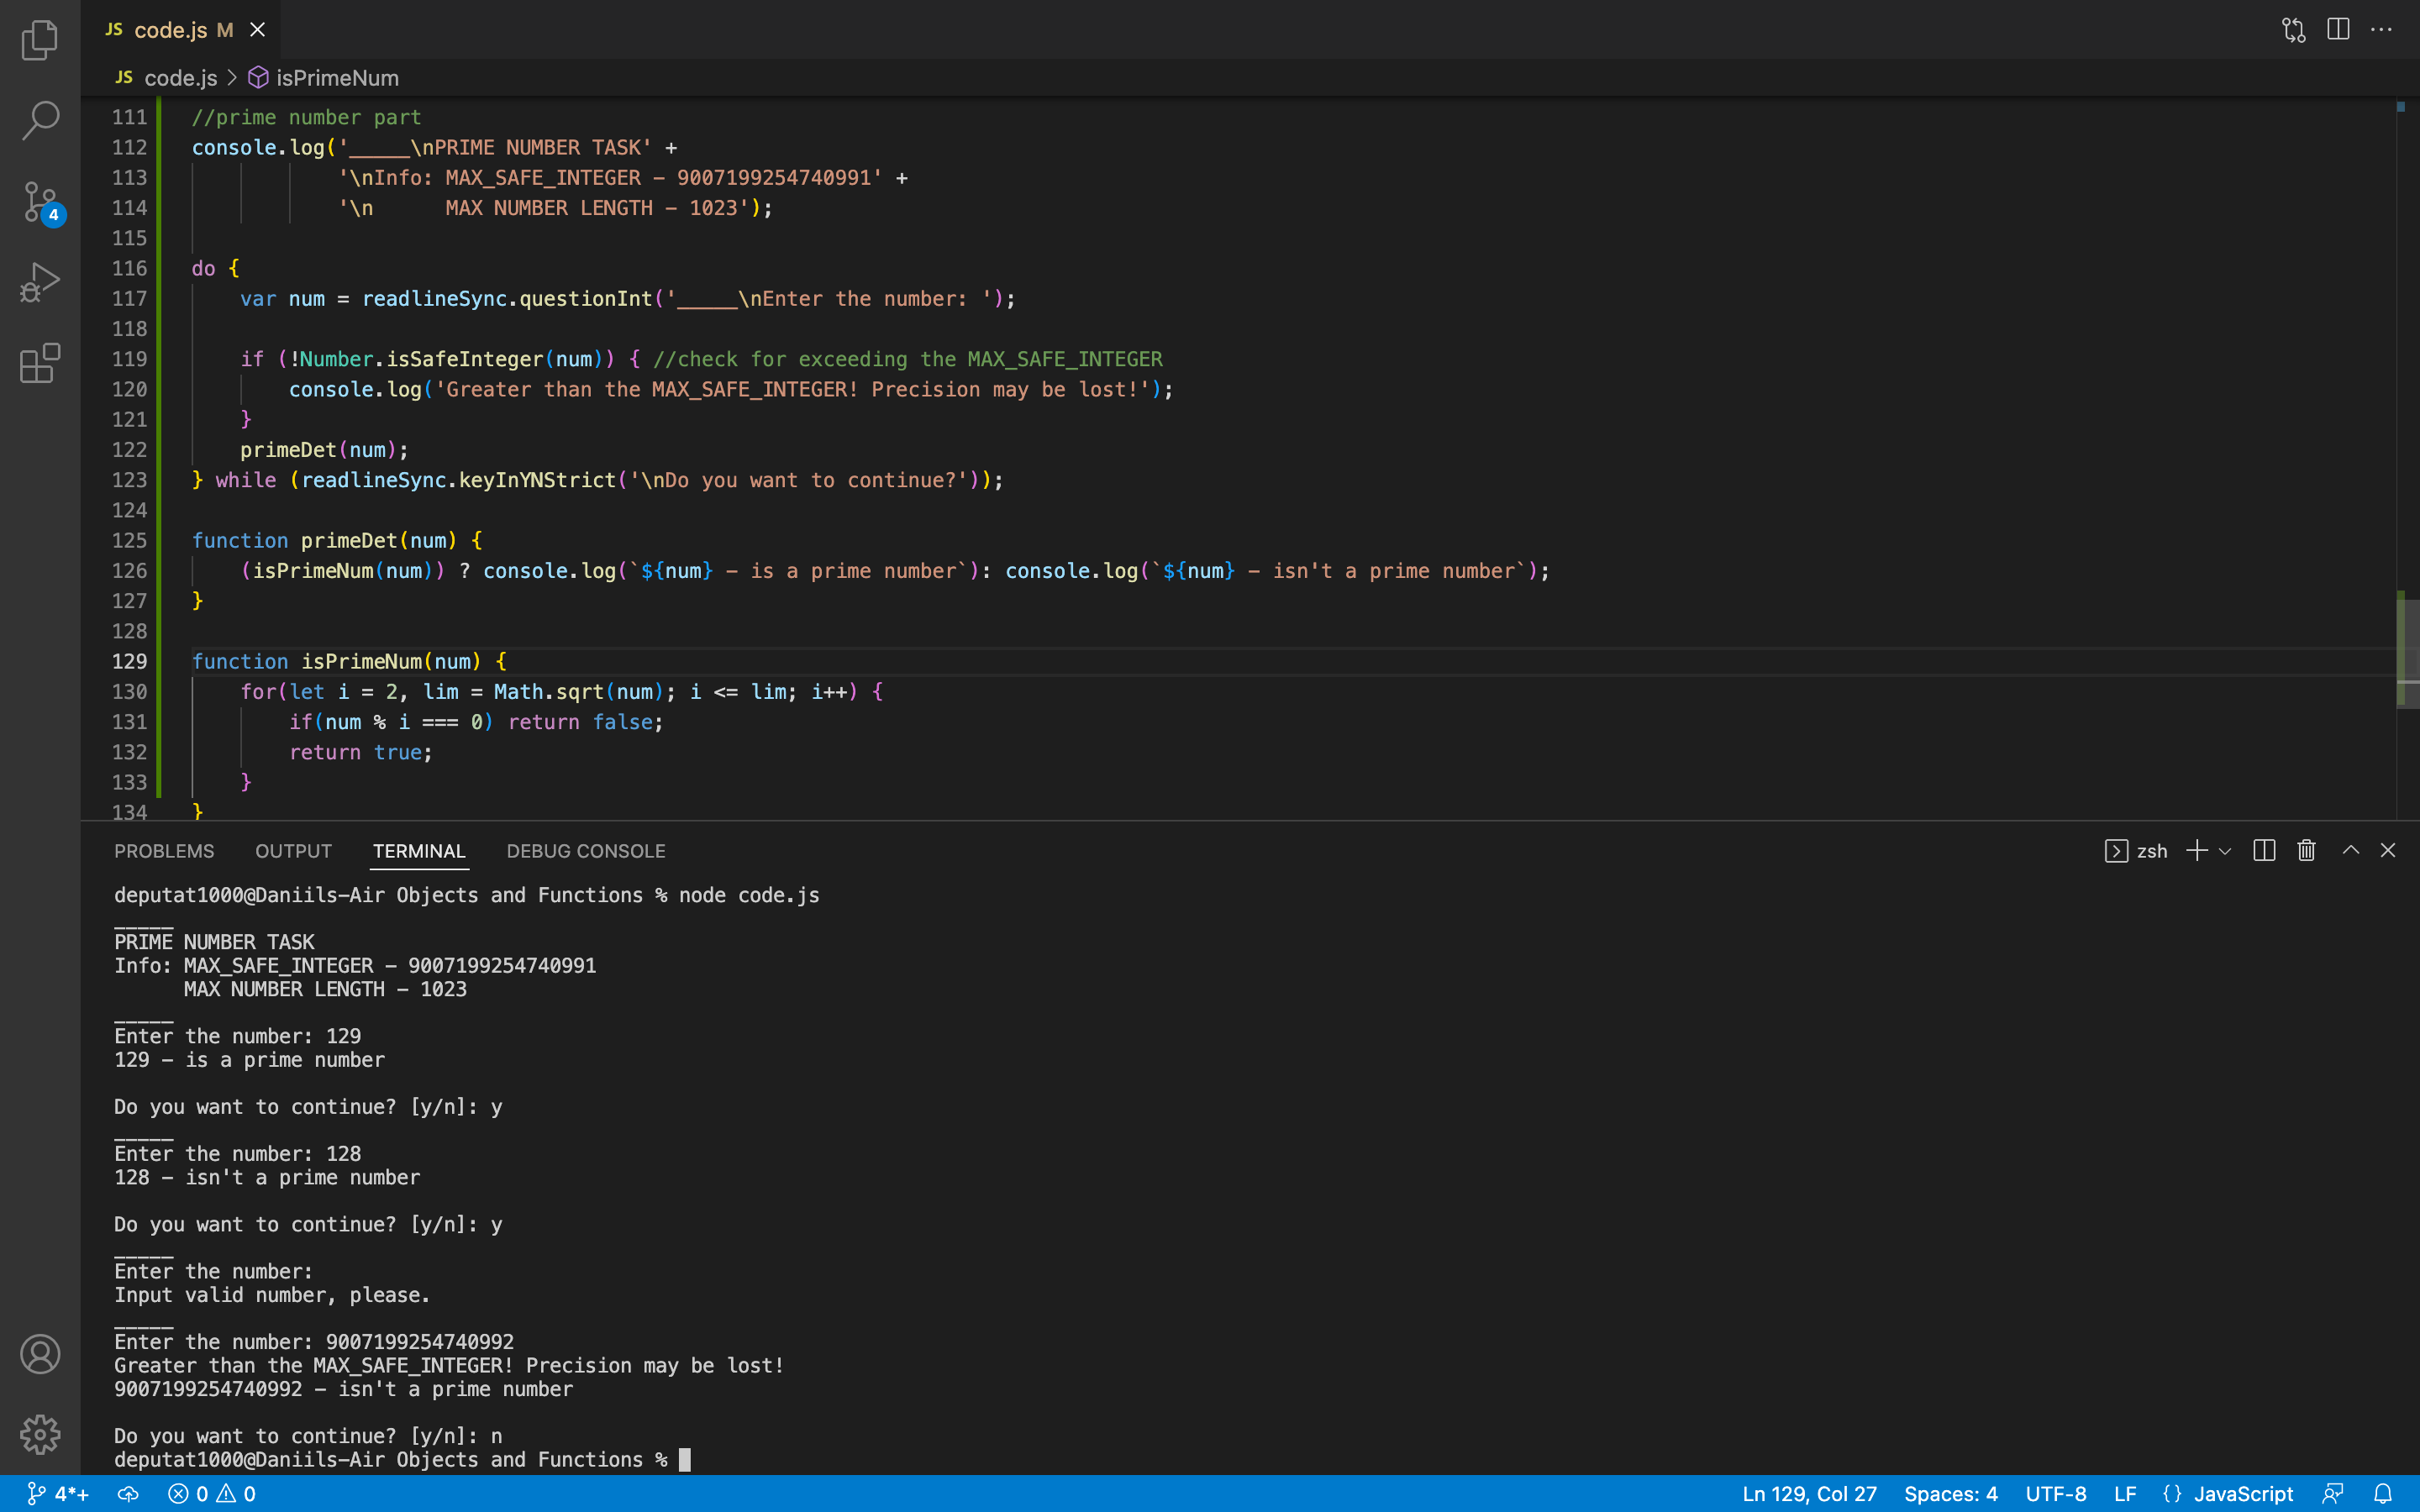 JS code.js M
JS code.js > isPrimeNum
111 //prime number part
112 console.log('_____\nPRIME NUMBER TASK' +
113             '\nInfo: MAX_SAFE_INTEGER – 9007199254740991' +
114             '\n      MAX NUMBER LENGTH – 1023');
115
116 do {
117     var num = readlineSync.questionInt('_____\nEnter the number: ');
118
119     if (!Number.isSafeInteger(num)) { //check for exceeding the MAX_SAFE_INTEGER
120         console.log('Greater than the MAX_SAFE_INTEGER! Precision may be lost!');
121     }
122     primeDet(num);
123 } while (readlineSync.keyInYNStrict('\nDo you want to continue?'));
124
125 function primeDet(num) {
126     (isPrimeNum(num)) ? console.log(`${num} – is a prime number`): console.log(`${num} – isn't a prime number`);
127 }
128
129 function isPrimeNum(num) {
130     for(let i = 2, lim = Math.sqrt(num); i <= lim; i++) {
131         if(num % i === 0) return false;
132         return true;
133     }
134 }
4
PROBLEMS OUTPUT TERMINAL DEBUG CONSOLE zsh
deputat1000@Daniils-Air Objects and Functions % node code.js
_____
PRIME NUMBER TASK
Info: MAX_SAFE_INTEGER – 9007199254740991
      MAX NUMBER LENGTH – 1023
_____
Enter the number: 129
129 – is a prime number
Do you want to continue? [y/n]: y
_____
Enter the number: 128
128 – isn't a prime number
Do you want to continue? [y/n]: y
_____
Enter the number:
Input valid number, please.
_____
Enter the number: 9007199254740992
Greater than the MAX_SAFE_INTEGER! Precision may be lost!
9007199254740992 – isn't a prime number
Do you want to continue? [y/n]: n
deputat1000@Daniils-Air Objects and Functions %
4*+ 0 0 Ln 129, Col 27 Spaces: 4 UTF-8 LF {} JavaScript